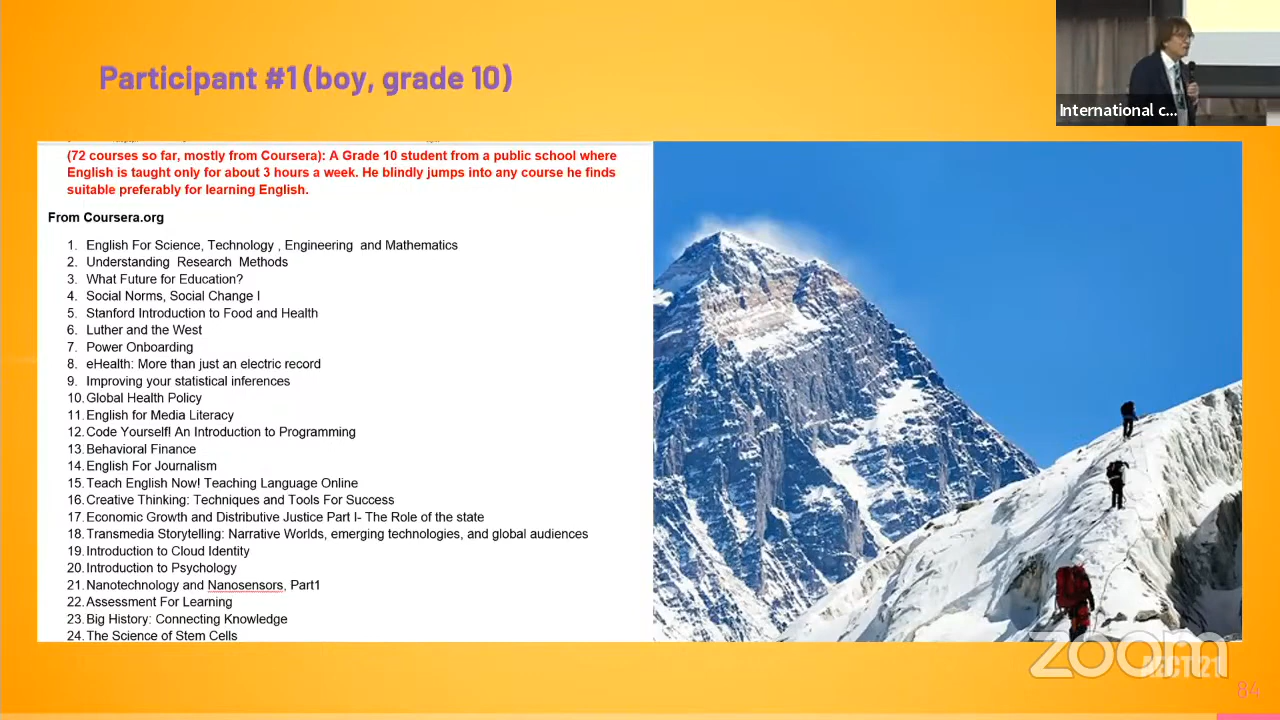 Participant #1 (boy, grade 10)
International c...
(72 courses so far, mostly from Coursera): A Grade 10 student from a public school where
English is taught only for about 3 hours a week. He blindly jumps into any course he finds
suitable preferably for learning English.
From Coursera.org
1. English For Science, Technology , Engineering and Mathematics
2. Understanding Research Methods
3. What Future for Education?
4. Social Norms, Social Change I
5. Stanford Introduction to Food and Health
6. Luther and the West
7. Power Onboarding
8. eHealth: More than just an electric record
9. Improving your statistical inferences
10. Global Health Policy
11. English for Media Literacy
12. Code Yourself! An Introduction to Programming
13. Behavioral Finance
14. English For Journalism
15. Teach English Now! Teaching Language Online
16. Creative Thinking: Techniques and Tools For Success
17. Economic Growth and Distributive Justice Part I- The Role of the state
18. Transmedia Storytelling: Narrative Worlds, emerging technologies, and global audiences
19. Introduction to Cloud Identity
20. Introduction to Psychology
21. Nanotechnology and Nanosensors, Part1
22. Assessment For Learning
23. Big History: Connecting Knowledge
24. The Science of Stem Cells
zoom
AECT 21
84